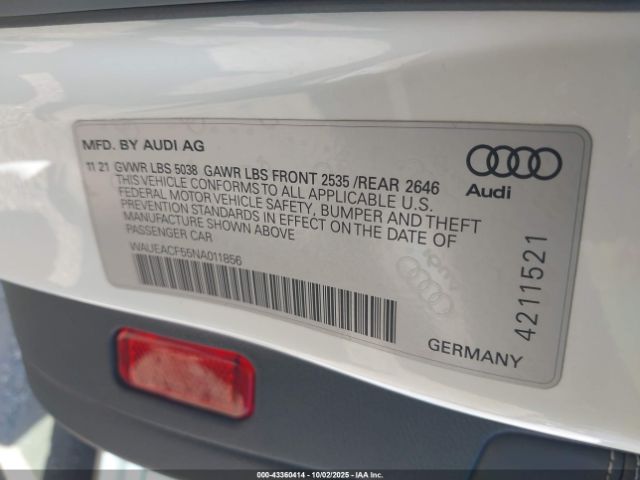 MFD. BY AUDI AG
11 21 GVWR LBS 5038 GAWR LBS FRONT 2535 /REAR 2646
THIS VEHICLE CONFORMS TO ALL APPLICABLE U.S.
FEDERAL MOTOR VEHICLE SAFETY, BUMPER AND THEFT
PREVENTION STANDARDS IN EFFECT ON THE DATE OF
MANUFACTURE SHOWN ABOVE
PASSENGER CAR
WAUEACF55NA011856
Audi
4211521
GERMANY
000-43360414 - 10/02/2025 - IAAI Copart